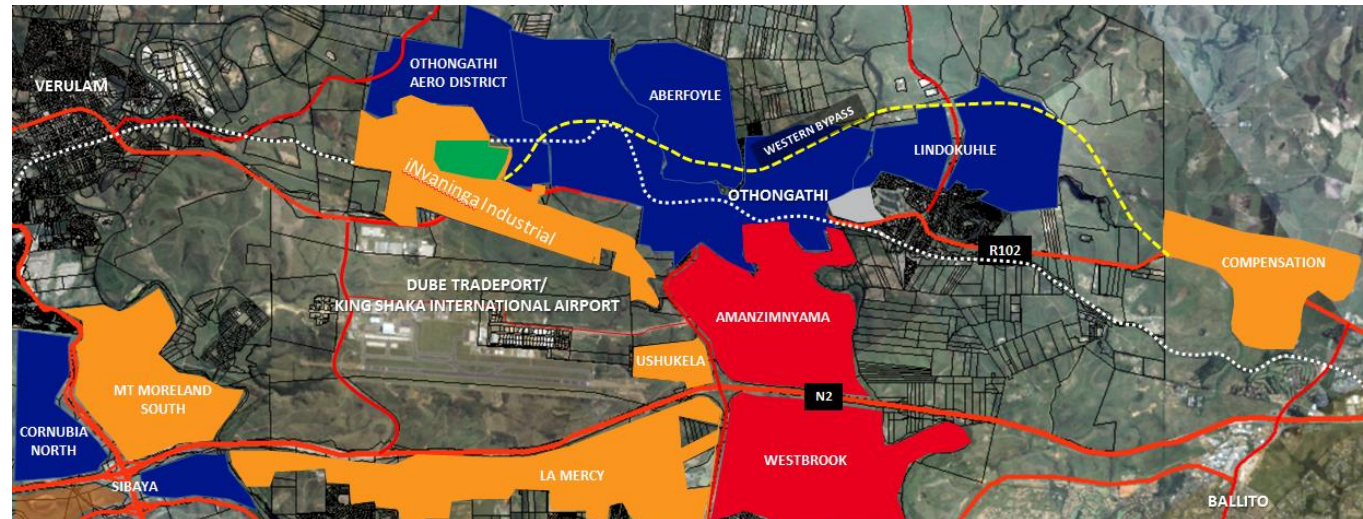 OTHONGATHI
AERO DISTRICT
VERULAM
ABERFOYLE
WESTERN BYPASS
LINDOKUHLE
iNyaninga Industrial
OTHONGATHI
R102
COMPENSATION
DUBE TRADEPORT/
KING SHAKA INTERNATIONAL AIRPORT
AMANZIMNYAMA
USHUKELA
MT MORELAND
SOUTH
N2
CORNUBIA
NORTH
WESTBROOK
LA MERCY
SIBAYA
BALLITO